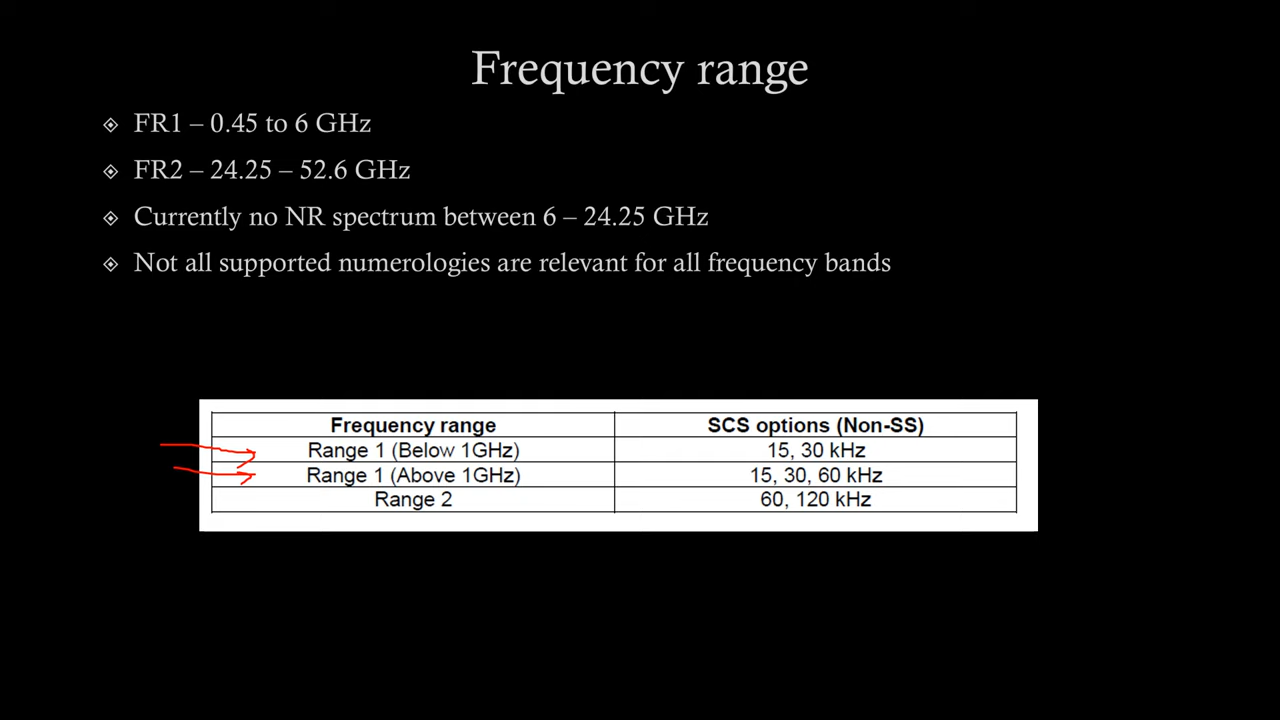 Frequency range
FR1 – 0.45 to 6 GHz
FR2 – 24.25 – 52.6 GHz
Currently no NR spectrum between 6 – 24.25 GHz
Not all supported numerologies are relevant for all frequency bands
Frequency range SCS options (Non-SS)
Range 1 (Below 1GHz) 15, 30 kHz
Range 1 (Above 1GHz) 15, 30, 60 kHz
Range 2 60, 120 kHz